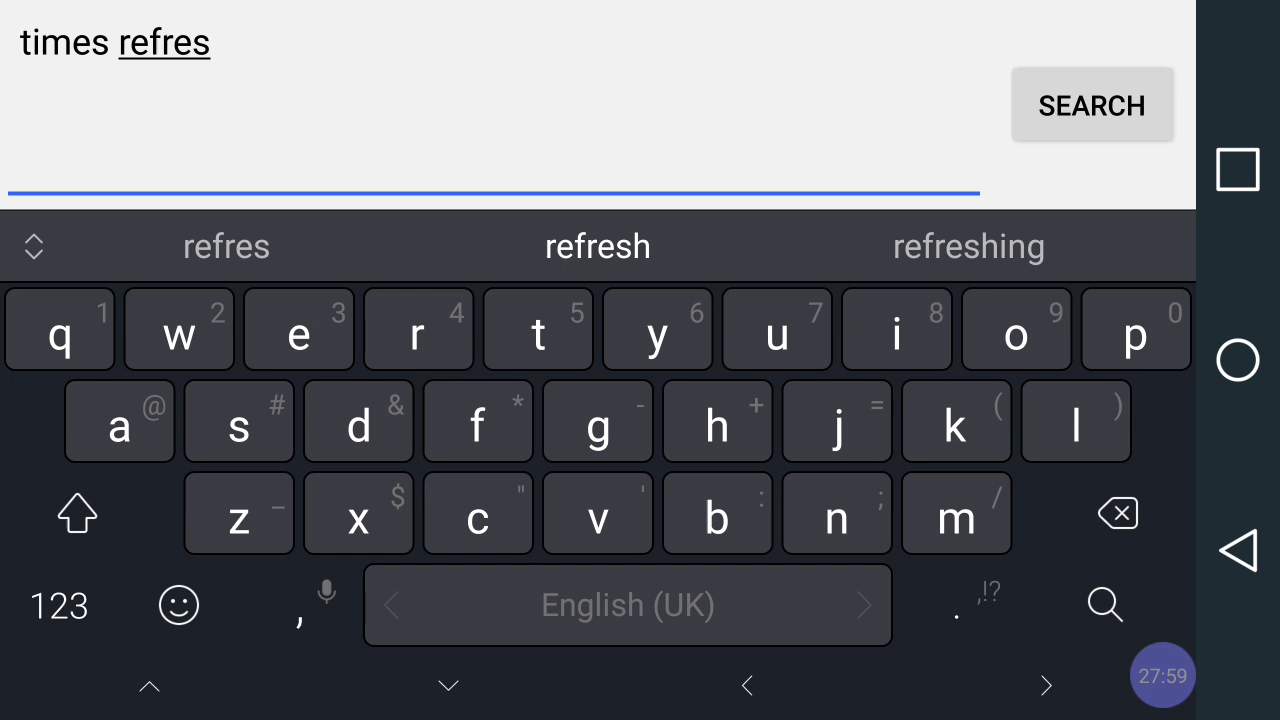 times refres
SEARCH
refres refresh refreshing
q 1 w 2 e 3 r 4 t 5 y 6 u 7 i 8 o 9 p 0
a @ s # d & f * g - h + j = k ( l )
z _ x $ c " v ' b : n ; m /
123 , English (UK) . ,!?
27:59